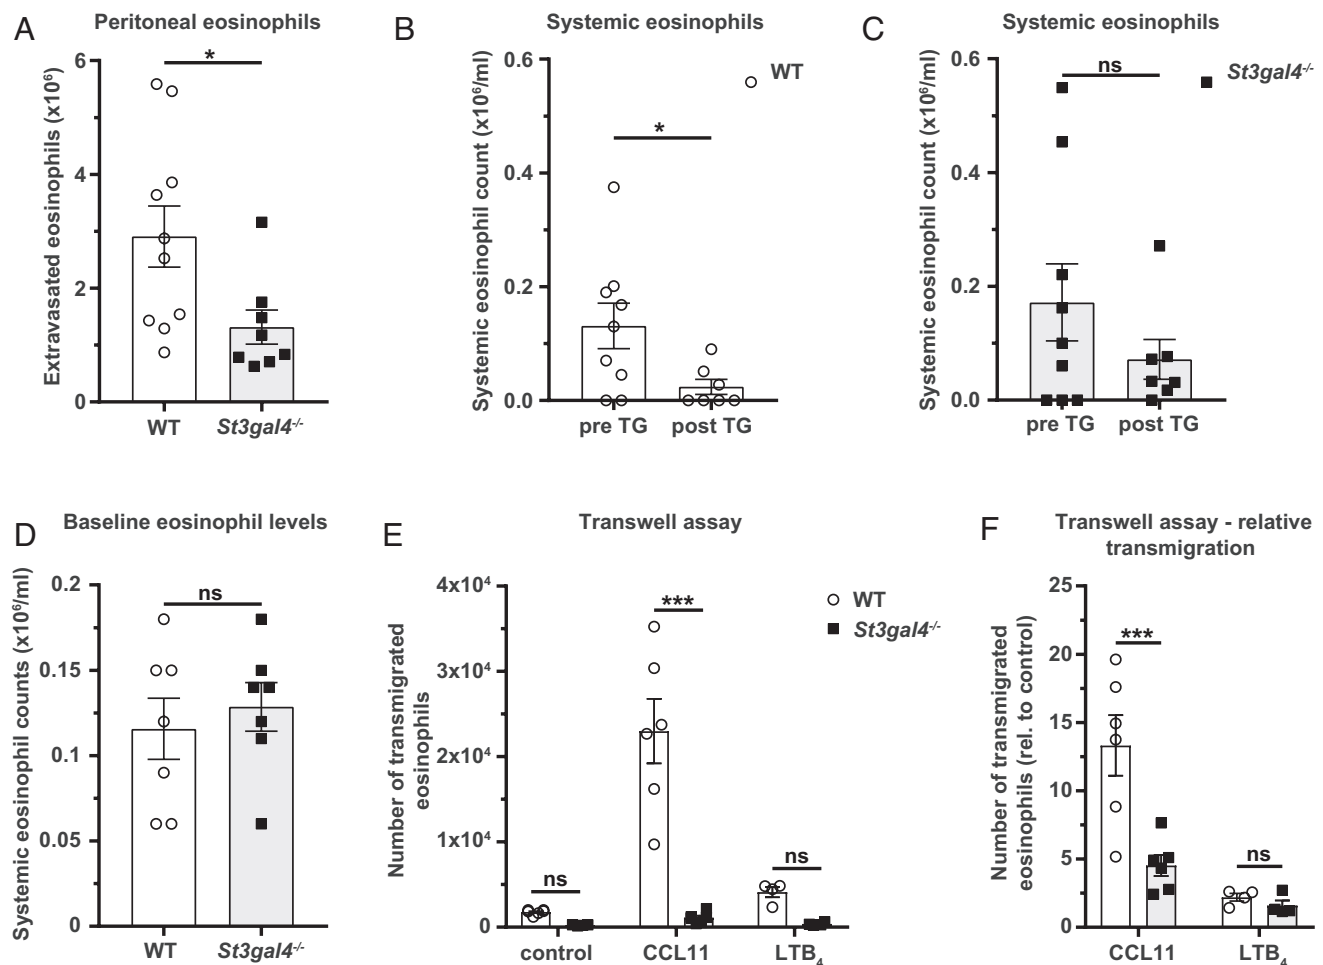 A
Peritoneal eosinophils
Extravasated eosinophils (x10⁶)
6
4
2
0
*
WT
St3gal4⁻/⁻
B
Systemic eosinophils
Systemic eosinophil count (x10⁶/ml)
0.6
0.4
0.2
0.0
*
WT
pre TG
post TG
C
Systemic eosinophils
Systemic eosinophil count (x10⁶/ml)
0.6
0.4
0.2
0.0
ns
St3gal4⁻/⁻
pre TG
post TG
D
Baseline eosinophil levels
Systemic eosinophil counts (x10⁶/ml)
0.2
0.15
0.1
0.05
0
ns
WT
St3gal4⁻/⁻
E
Transwell assay
Number of transmigrated
eosinophils
4x10⁴
3x10⁴
2x10⁴
1x10⁴
0
ns
***
ns
WT
St3gal4⁻/⁻
control
CCL11
LTB₄
F
Transwell assay - relative
transmigration
Number of transmigrated
eosinophils (rel. to control)
25
20
15
10
5
0
***
ns
CCL11
LTB₄